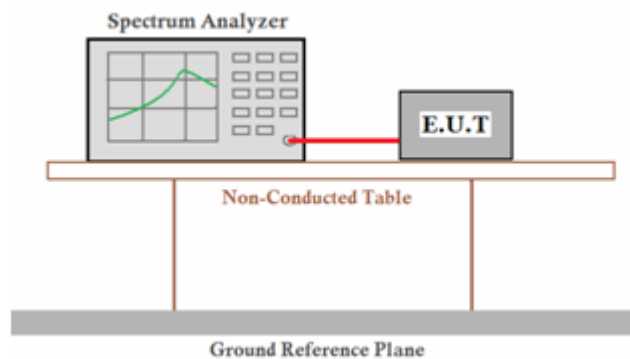 Spectrum Analyzer
E.U.T
Non-Conducted Table
Ground Reference Plane